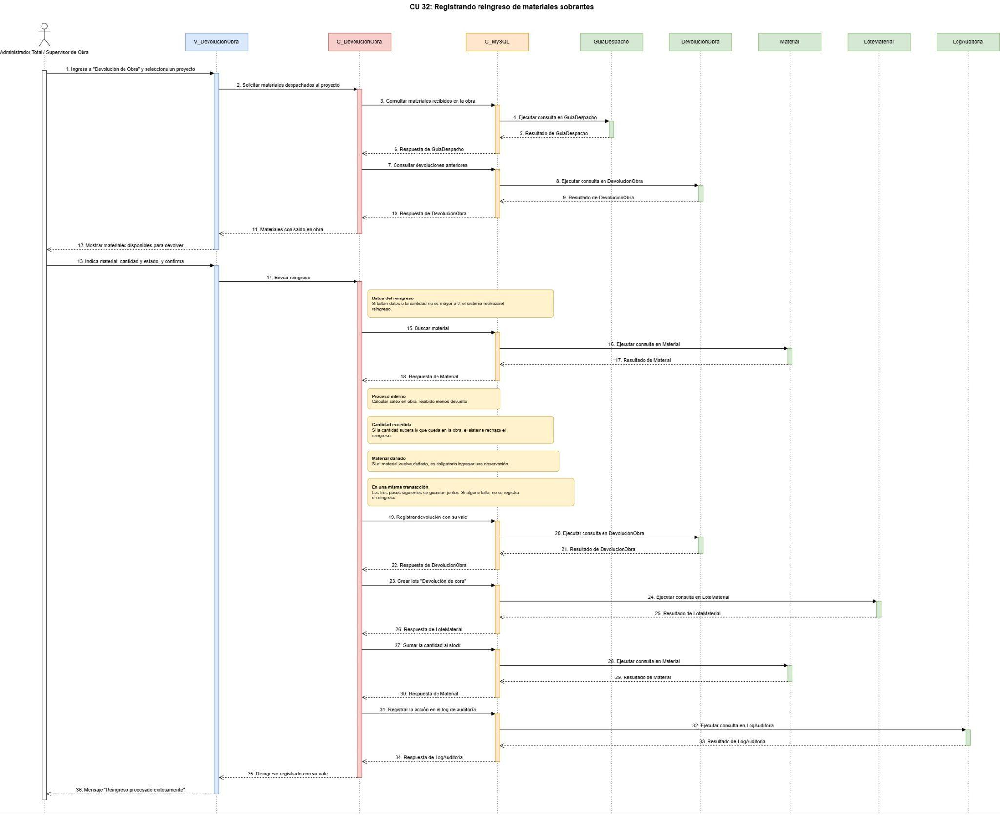 CU 32: Registrando reingreso de materiales sobrantes
Administrador Total / Supervisor de Obra
V_DevolucionObra
C_DevolucionObra
C_MySQL
GuiaDespacho
DevolucionObra
Material
LoteMaterial
LogAuditoria
1. Ingresa a "Devolución de Obra" y selecciona un proyecto
2. Solicitar materiales despachados al proyecto
3. Consultar materiales recibidos en la obra
4. Ejecutar consulta en GuiaDespacho
5. Resultado de GuiaDespacho
6. Respuesta de GuiaDespacho
7. Consultar devoluciones anteriores
8. Ejecutar consulta en DevolucionObra
9. Resultado de DevolucionObra
10. Respuesta de DevolucionObra
11. Materiales con saldo en obra
12. Mostrar materiales disponibles para devolver
13. Indica material, cantidad y estado, y confirma
14. Enviar reingreso
Datos del reingreso
Si faltan datos o la cantidad no es mayor a 0, el sistema rechaza el
reingreso.
15. Buscar material
16. Ejecutar consulta en Material
17. Resultado de Material
18. Respuesta de Material
Proceso interno
Calcular saldo en obra: recibido menos devuelto
Cantidad excedida
Si la cantidad supera lo que queda en la obra, el sistema rechaza el
reingreso.
Material dañado
Si el material vuelve dañado, es obligatorio ingresar una observación.
En una misma transacción
Los tres pasos siguientes se guardan juntos. Si alguno falla, no se registra
el reingreso.
19. Registrar devolución con su vale
20. Ejecutar consulta en DevolucionObra
21. Resultado de DevolucionObra
22. Respuesta de DevolucionObra
23. Crear lote "Devolución de obra"
24. Ejecutar consulta en LoteMaterial
25. Resultado de LoteMaterial
26. Respuesta de LoteMaterial
27. Sumar la cantidad al stock
28. Ejecutar consulta en Material
29. Resultado de Material
30. Respuesta de Material
31. Registrar la acción en el log de auditoría
32. Ejecutar consulta en LogAuditoria
33. Resultado de LogAuditoria
34. Respuesta de LogAuditoria
35. Reingreso registrado con su vale
36. Mensaje "Reingreso procesado exitosamente"